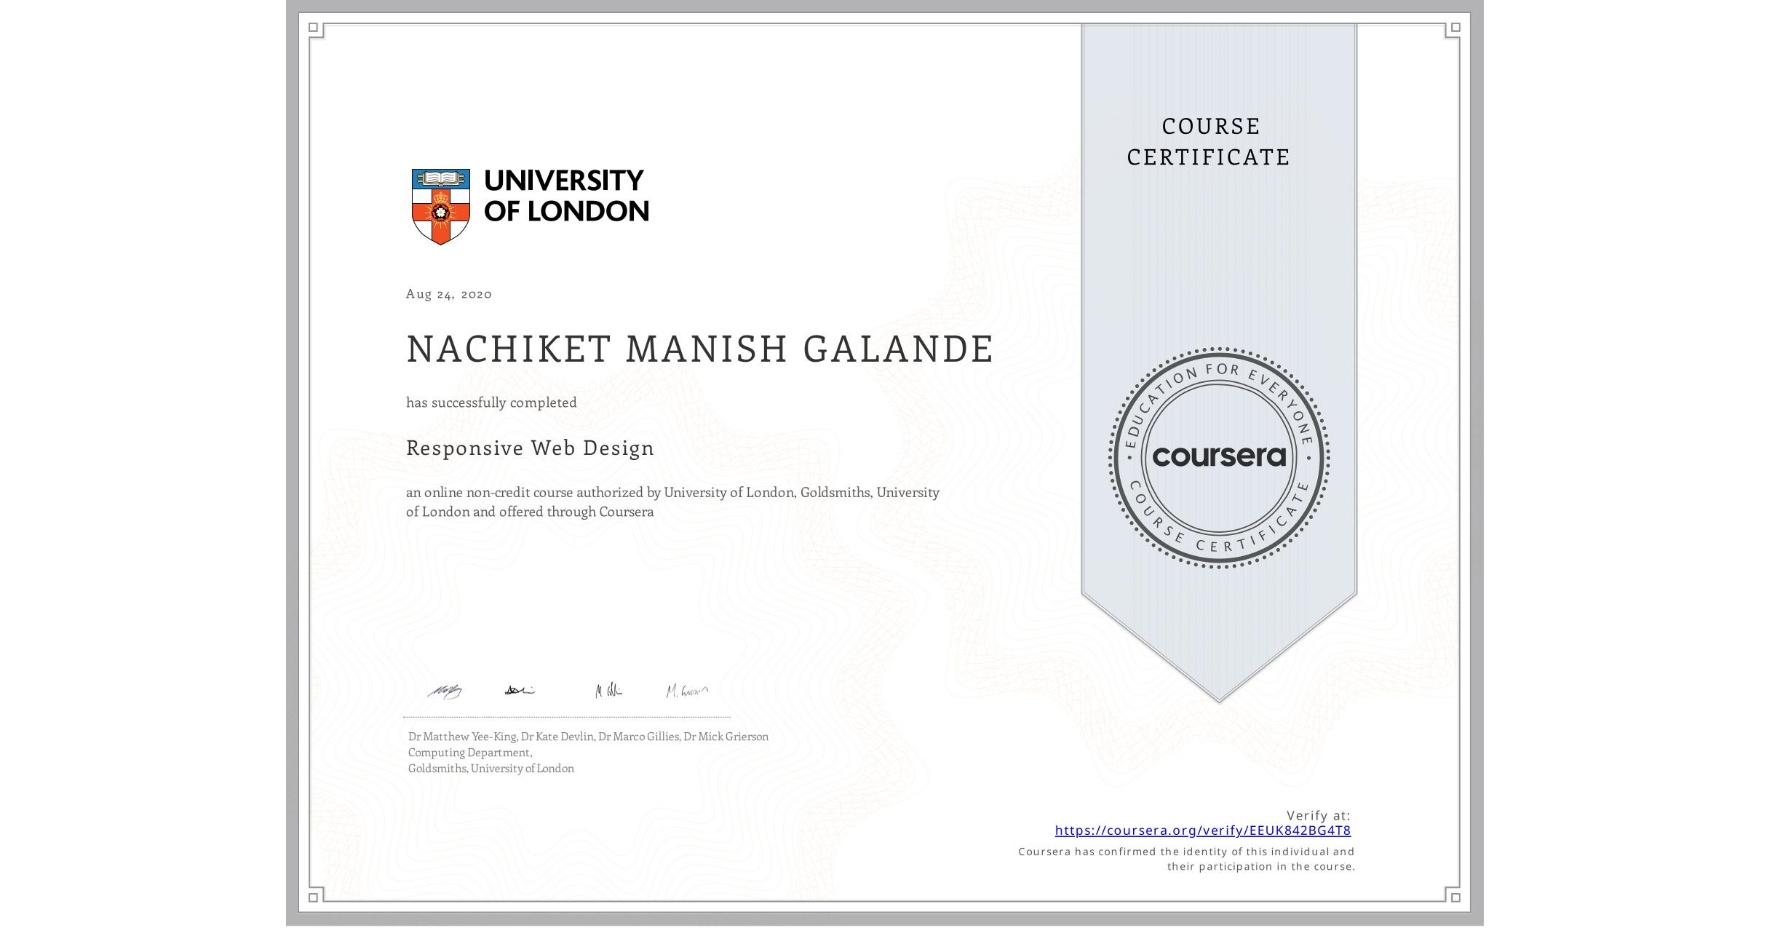 COURSE
CERTIFICATE
UNIVERSITY
OF LONDON
Aug 24, 2020
NACHIKET MANISH GALANDE
has successfully completed
Responsive Web Design
an online non-credit course authorized by University of London, Goldsmiths, University
of London and offered through Coursera
EDUCATION FOR EVERYONE
coursera
COURSE CERTIFICATE
Dr Matthew Yee-King, Dr Kate Devlin, Dr Marco Gillies, Dr Mick Grierson
Computing Department,
Goldsmiths, University of London
Verify at:
https://coursera.org/verify/EEUK842BG4T8
Coursera has confirmed the identity of this individual and
their participation in the course.